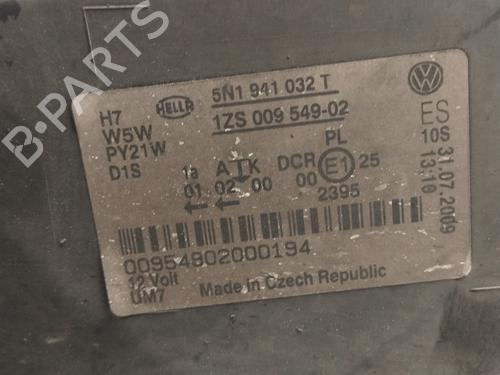 B-PARTS
H7
W5W
PY21W
D1S
HELLA
5N1 941 032 T
1ZS 009 549-02
ES
10S
31.07.2009
13:10
1a A TK DCR PL E1 25
01 02 00 00 2395
00954902000194
12 Volt
UM7
Made in Czech Republic